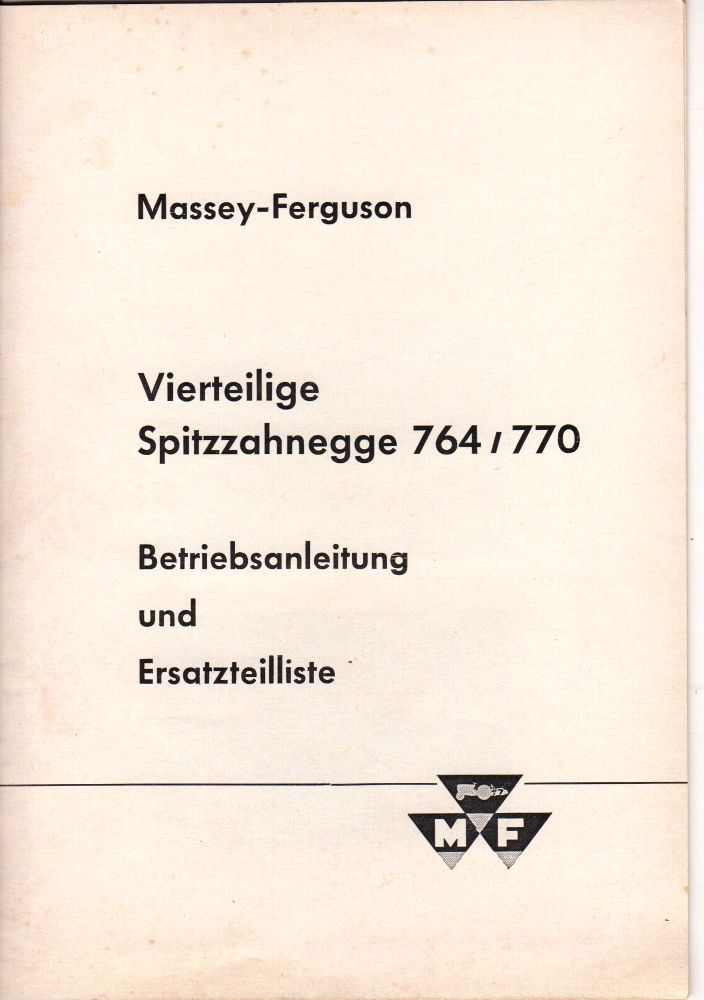 Massey-Ferguson
Vierteilige
Spitzzahnegge 764 / 770
Betriebsanleitung
und
Ersatzteilliste
M F